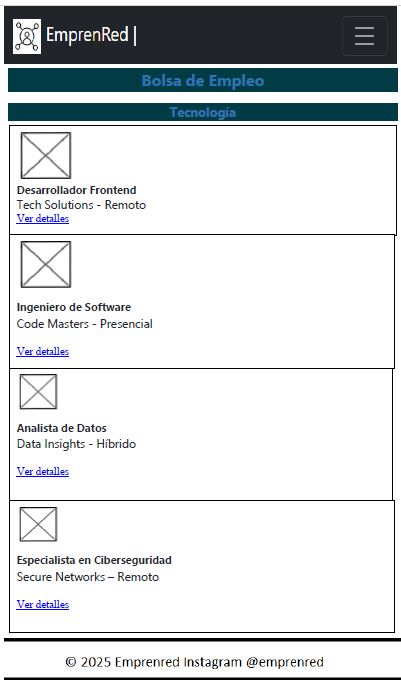 EmprenRed |
Bolsa de Empleo
Tecnología
Desarrollador Frontend
Tech Solutions - Remoto
Ver detalles
Ingeniero de Software
Code Masters - Presencial
Ver detalles
Analista de Datos
Data Insights - Híbrido
Ver detalles
Especialista en Ciberseguridad
Secure Networks – Remoto
Ver detalles
© 2025 Emprenred Instagram @emprenred